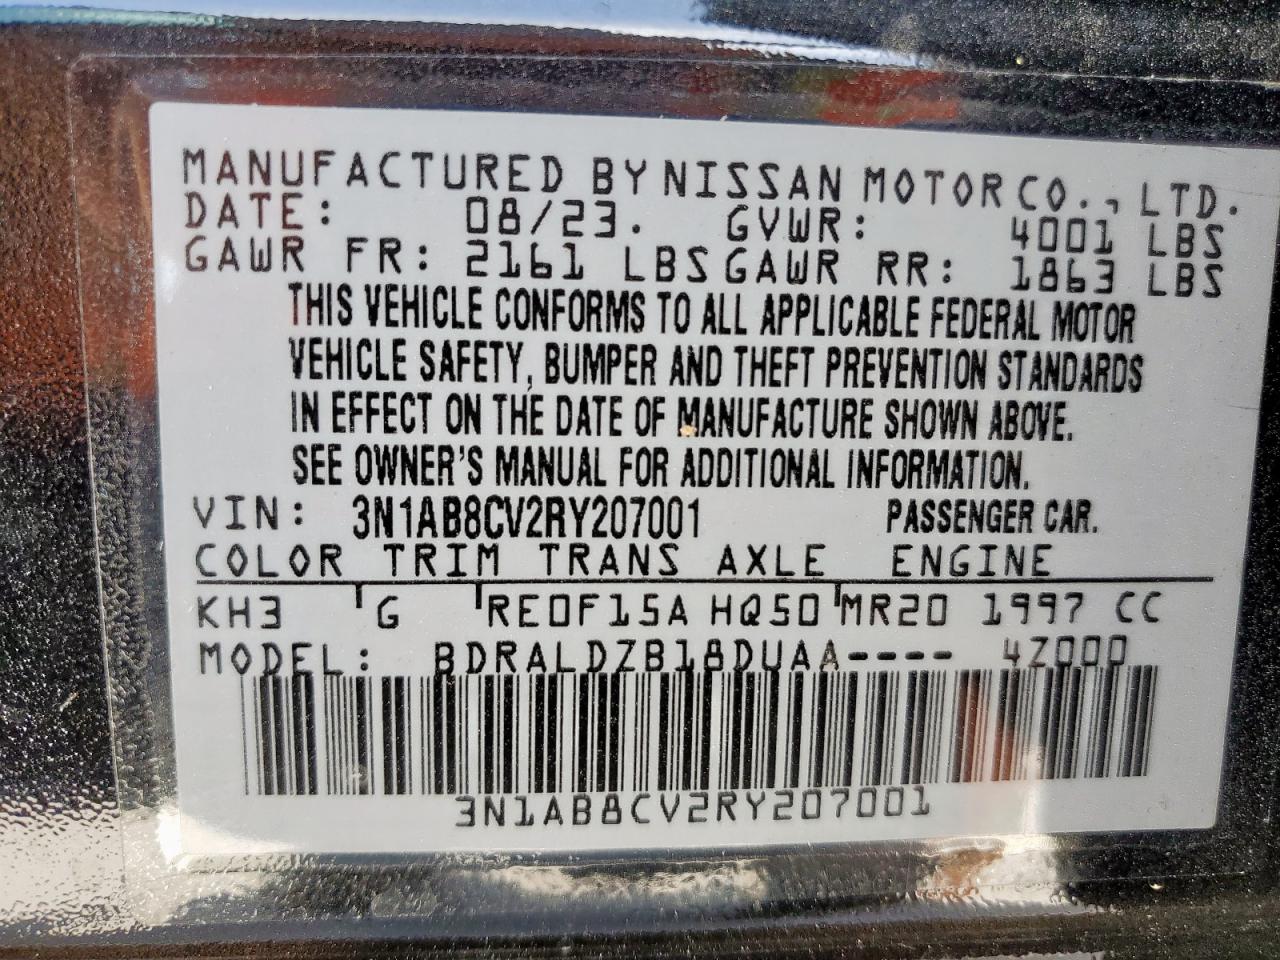 MANUFACTURED BY NISSAN MOTOR CO., LTD.
DATE: 08/23. GVWR: 4001 LBS
GAWR FR: 2161 LBS GAWR RR: 1863 LBS
THIS VEHICLE CONFORMS TO ALL APPLICABLE FEDERAL MOTOR
VEHICLE SAFETY, BUMPER AND THEFT PREVENTION STANDARDS
IN EFFECT ON THE DATE OF MANUFACTURE SHOWN ABOVE.
SEE OWNER'S MANUAL FOR ADDITIONAL INFORMATION.
VIN: 3N1AB8CV2RY207001 PASSENGER CAR.
COLOR TRIM TRANS AXLE ENGINE
KH3 G RE0F15A HQ50 MR20 1997 CC
MODEL: BDRALDZB18DUAA---- 4Z000
3N1AB8CV2RY207001